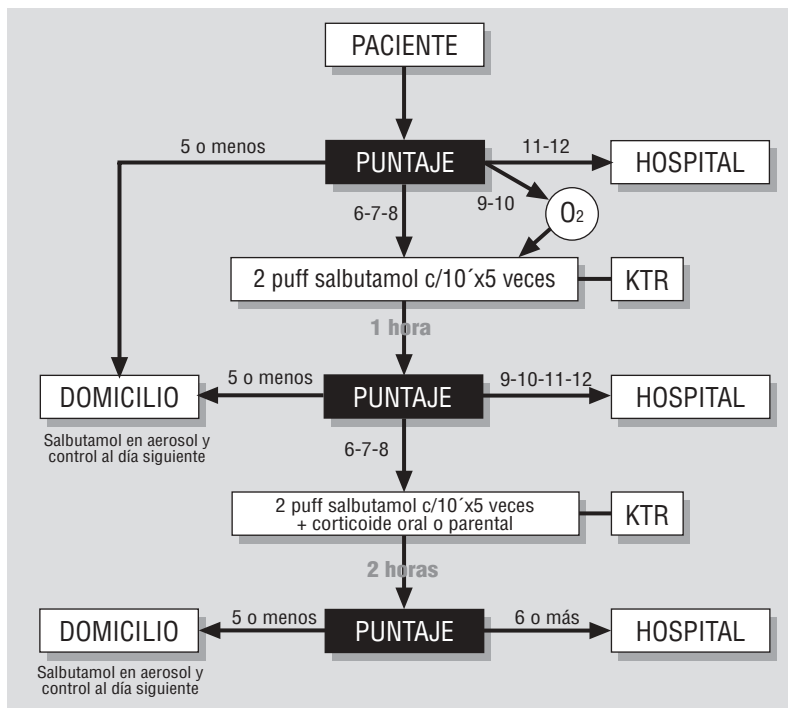 PACIENTE
5 o menos
PUNTAJE
11-12
HOSPITAL
6-7-8
9-10
O₂
2 puff salbutamol c/10´x5 veces
KTR
1 hora
DOMICILIO
5 o menos
PUNTAJE
9-10-11-12
HOSPITAL
Salbutamol en aerosol y
control al día siguiente
6-7-8
2 puff salbutamol c/10´x5 veces
+ corticoide oral o parental
KTR
2 horas
DOMICILIO
5 o menos
PUNTAJE
6 o más
HOSPITAL
Salbutamol en aerosol y
control al día siguiente